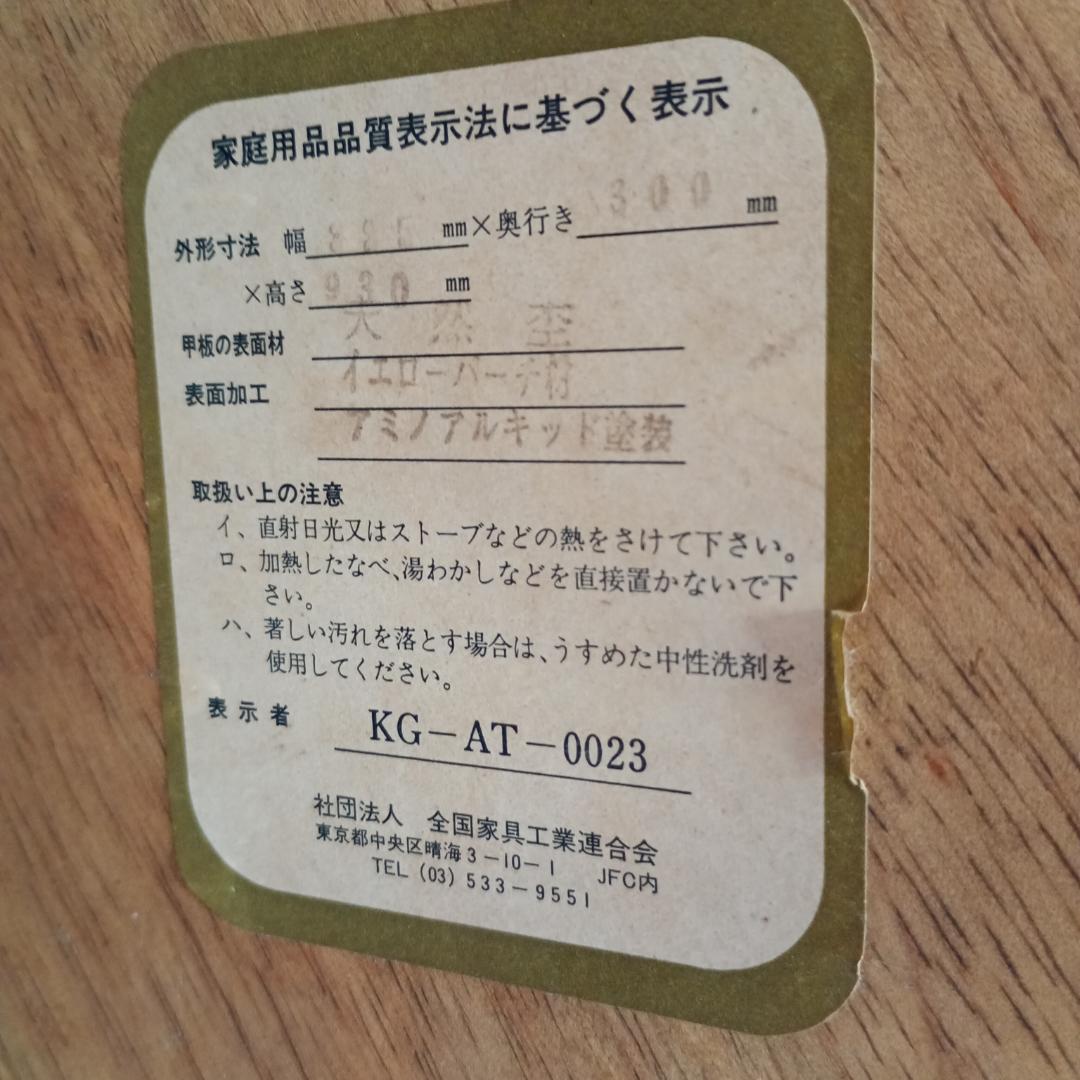 家庭用品品質表示法に基づく表示
外形寸法 幅 mm×奥行き 300 mm
×高さ 930 mm
甲板の表面材 天然杢
表面加工 イエローバーチ材
アミノアルキッド塗装
取扱い上の注意
イ、直射日光又はストーブなどの熱をさけて下さい。
ロ、加熱したなべ、湯わかしなどを直接置かないで下
さい。
ハ、著しい汚れを落とす場合は、うすめた中性洗剤を
使用してください。
表示者 KG-AT-0023
社団法人 全国家具工業連合会
東京都中央区晴海3-10-1 JFC内
TEL (03) 533-9551